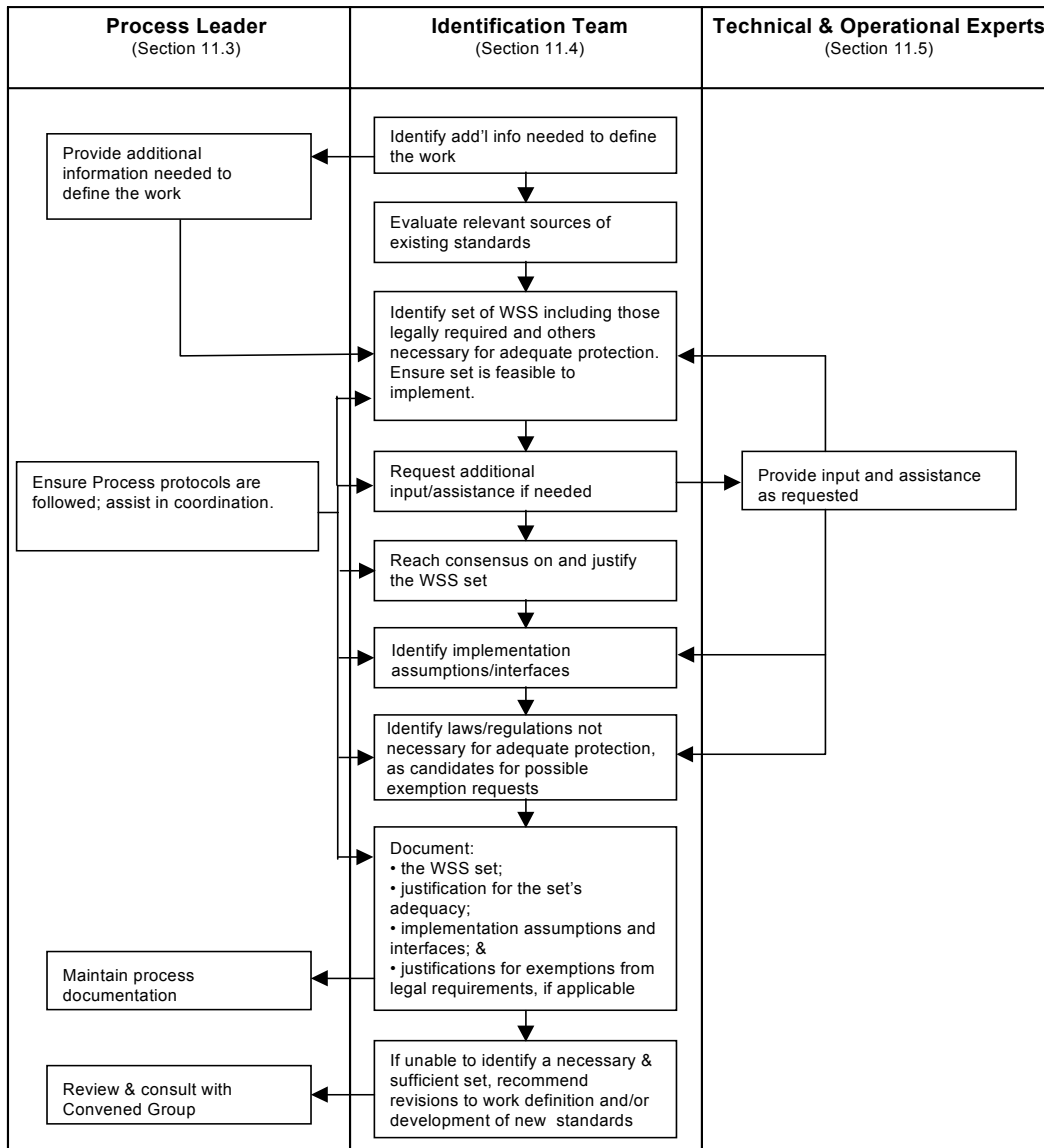 Process Leader
(Section 11.3)
Identification Team
(Section 11.4)
Technical & Operational Experts
(Section 11.5)
Identify add'l info needed to define
the work
Provide additional
information needed to
define the work
Evaluate relevant sources of
existing standards
Identify set of WSS including those
legally required and others
necessary for adequate protection.
Ensure set is feasible to
implement.
Ensure Process protocols are
followed; assist in coordination.
Request additional
input/assistance if needed
Provide input and assistance
as requested
Reach consensus on and justify
the WSS set
Identify implementation
assumptions/interfaces
Identify laws/regulations not
necessary for adequate protection,
as candidates for possible
exemption requests
Document:
• the WSS set;
• justification for the set's
adequacy;
• implementation assumptions and
interfaces; &
• justifications for exemptions from
legal requirements, if applicable
Maintain process
documentation
If unable to identify a necessary &
sufficient set, recommend
revisions to work definition and/or
development of new  standards
Review & consult with
Convened Group